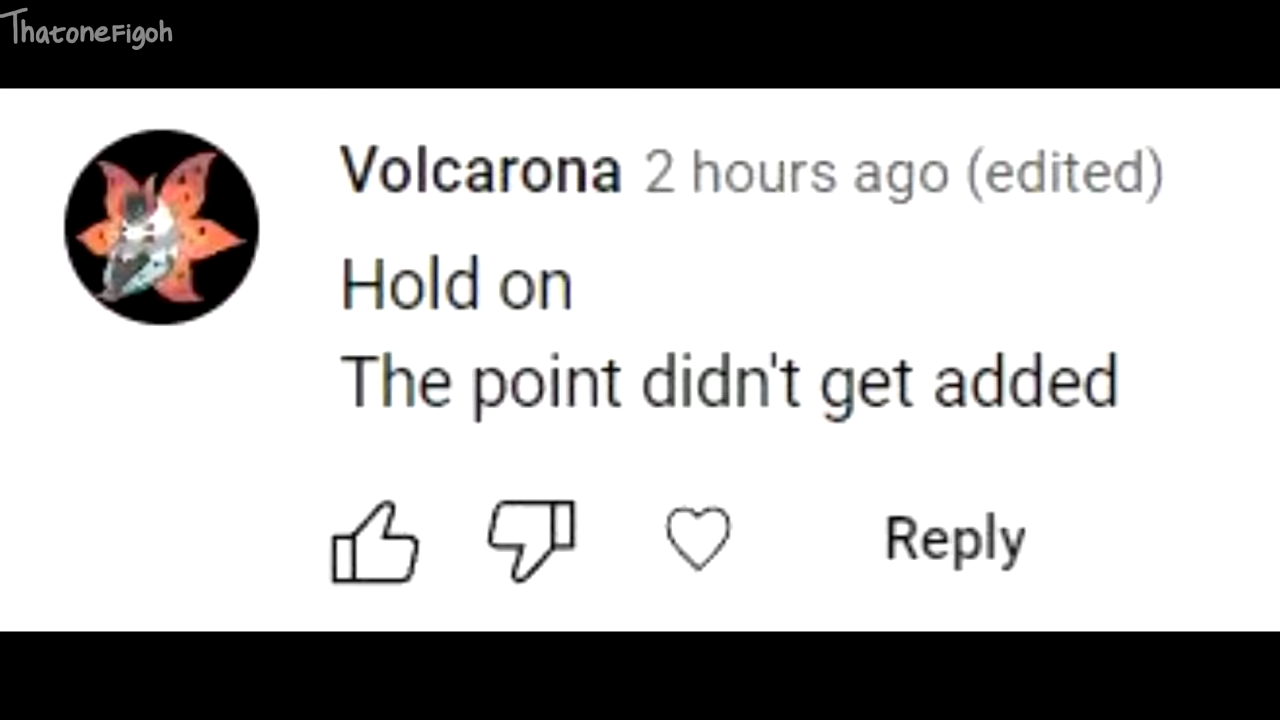 ThatoneFigoh
Volcarona 2 hours ago (edited)
Hold on
The point didn't get added
Reply